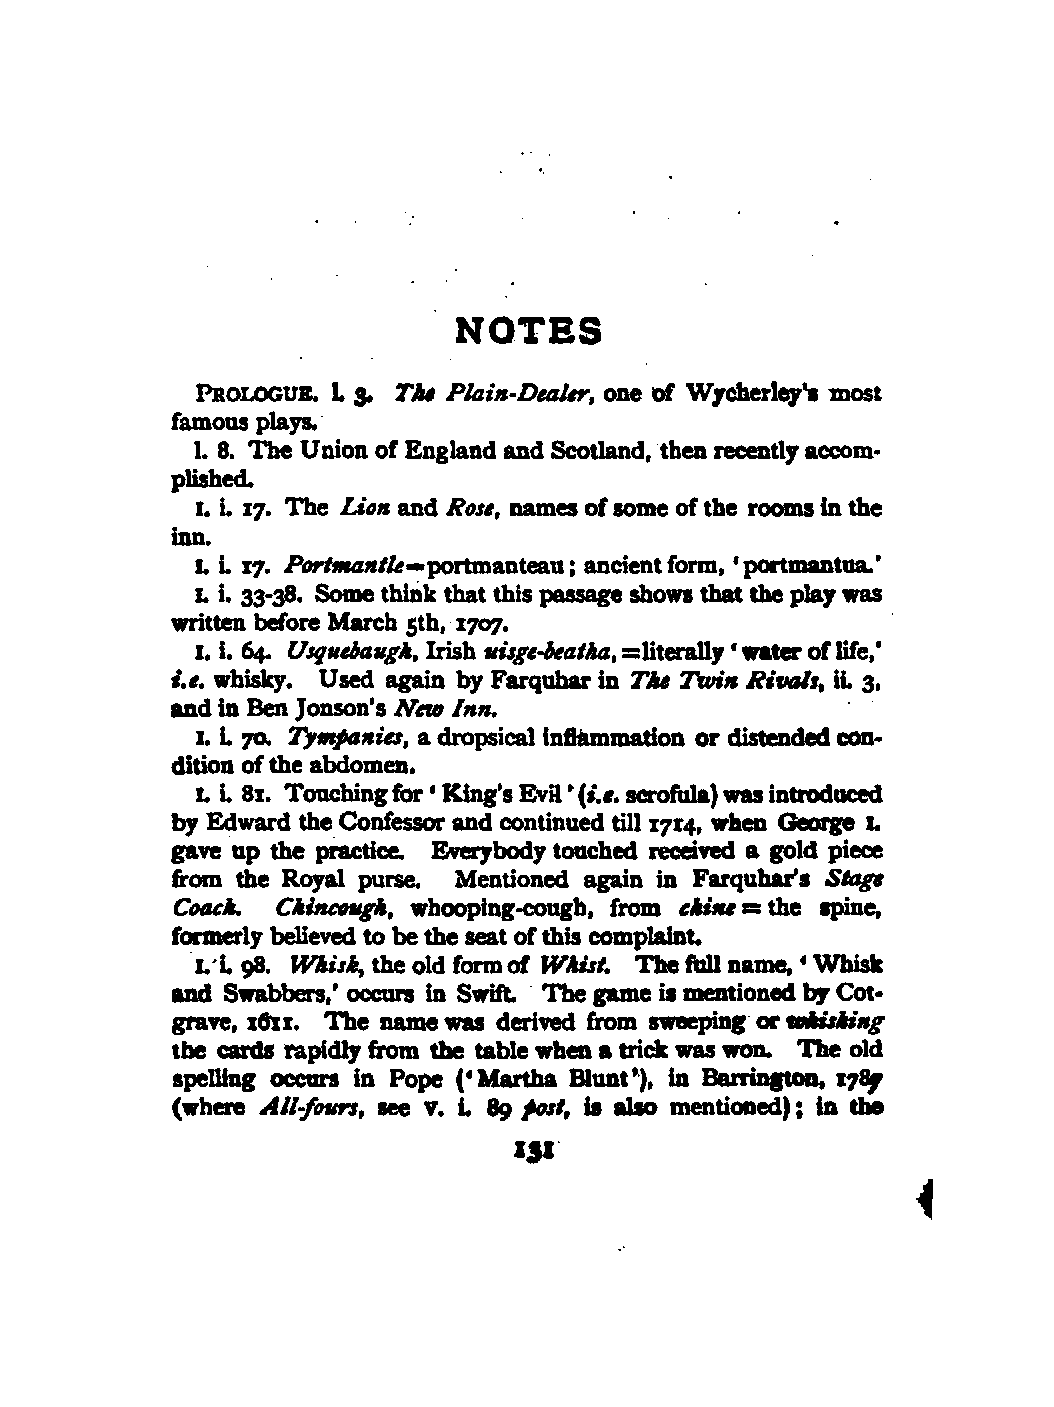 NOTES
PROLOGUE. l. 3. The Plain-Dealer, one of Wycherley's most
famous plays.
l. 8. The Union of England and Scotland, then recently accom-
plished.
I. i. 17. The Lion and Rose, names of some of the rooms in the
inn.
I. i. 17. Portmantle=portmanteau; ancient form, 'portmantua.'
I. i. 33-38. Some think that this passage shows that the play was
written before March 5th, 1707.
I. i. 64. Usquebaugh, Irish uisge-beatha, =literally 'water of life,'
i.e. whisky. Used again by Farquhar in The Twin Rivals, ii. 3,
and in Ben Jonson's New Inn.
I. i. 70. Tympanies, a dropsical inflammation or distended con-
dition of the abdomen.
I. i. 81. Touching for 'King's Evil' (i.e. scrofula) was introduced
by Edward the Confessor and continued till 1714, when George I.
gave up the practice. Everybody touched received a gold piece
from the Royal purse. Mentioned again in Farquhar's Stage
Coach. Chincough, whooping-cough, from chine = the spine,
formerly believed to be the seat of this complaint.
I. i. 98. Whisk, the old form of Whist. The full name, 'Whisk
and Swabbers,' occurs in Swift. The game is mentioned by Cot-
grave, 1611. The name was derived from sweeping or whisking
the cards rapidly from the table when a trick was won. The old
spelling occurs in Pope ('Martha Blunt'), in Barrington, 1787
(where All-fours, see V. i. 89 post, is also mentioned); in the
131